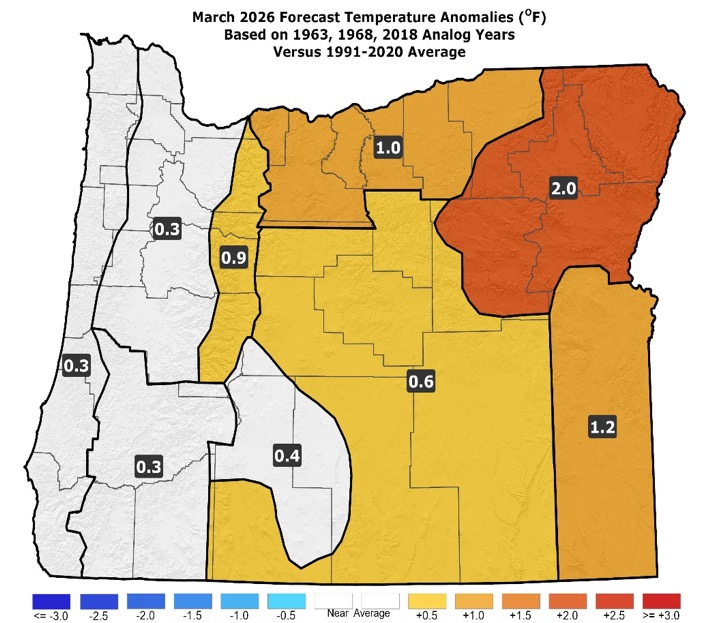 March 2026 Forecast Temperature Anomalies (°F)
Based on 1963, 1968, 2018 Analog Years
Versus 1991-2020 Average
1.0
2.0
0.3
0.9
0.3
0.6
1.2
0.4
0.3
<= -3.0 -2.5 -2.0 -1.5 -1.0 -0.5 Near Average +0.5 +1.0 +1.5 +2.0 +2.5 >= +3.0